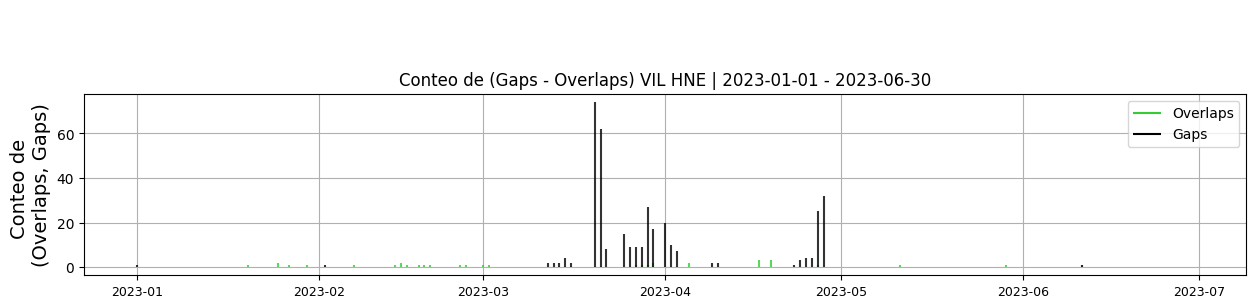 Conteo de (Gaps - Overlaps) VIL HNE | 2023-01-01 - 2023-06-30
Conteo de
(Overlaps, Gaps)
60
40
20
0
Overlaps
Gaps
2023-01
2023-02
2023-03
2023-04
2023-05
2023-06
2023-07